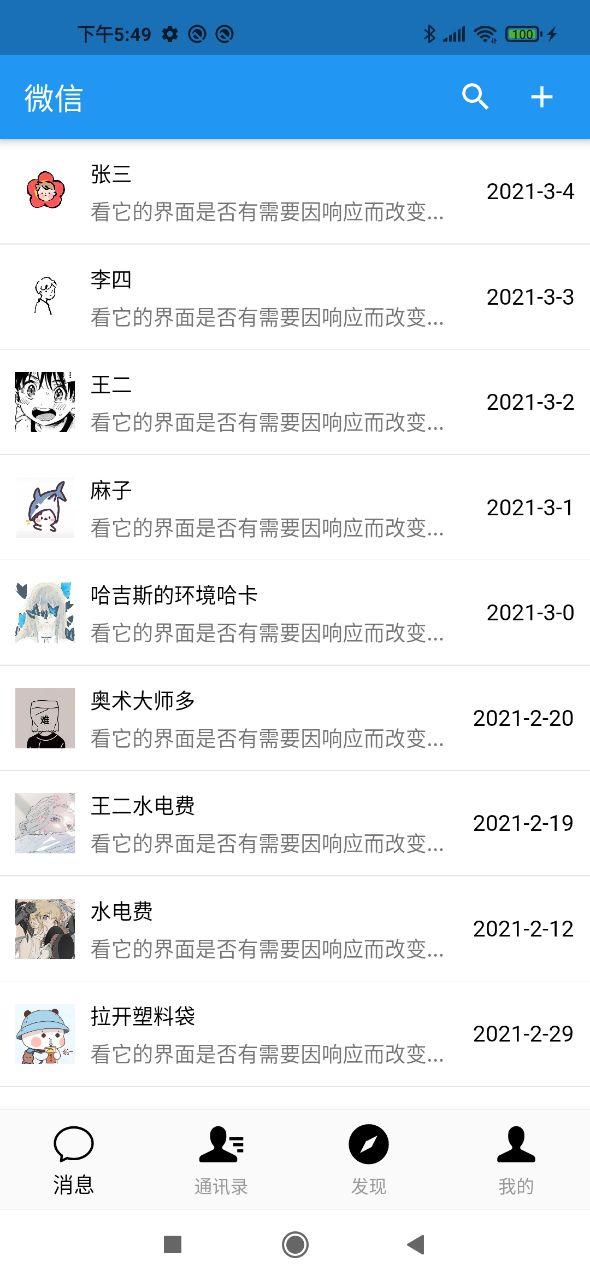 下午5:49
100
微信
张三
看它的界面是否有需要因响应而改变...
2021-3-4
李四
看它的界面是否有需要因响应而改变...
2021-3-3
王二
看它的界面是否有需要因响应而改变...
2021-3-2
麻子
看它的界面是否有需要因响应而改变...
2021-3-1
哈吉斯的环境哈卡
看它的界面是否有需要因响应而改变...
2021-3-0
奥术大师多
看它的界面是否有需要因响应而改变...
2021-2-20
难
王二水电费
看它的界面是否有需要因响应而改变...
2021-2-19
水电费
看它的界面是否有需要因响应而改变...
2021-2-12
拉开塑料袋
看它的界面是否有需要因响应而改变...
2021-2-29
消息
通讯录
发现
我的